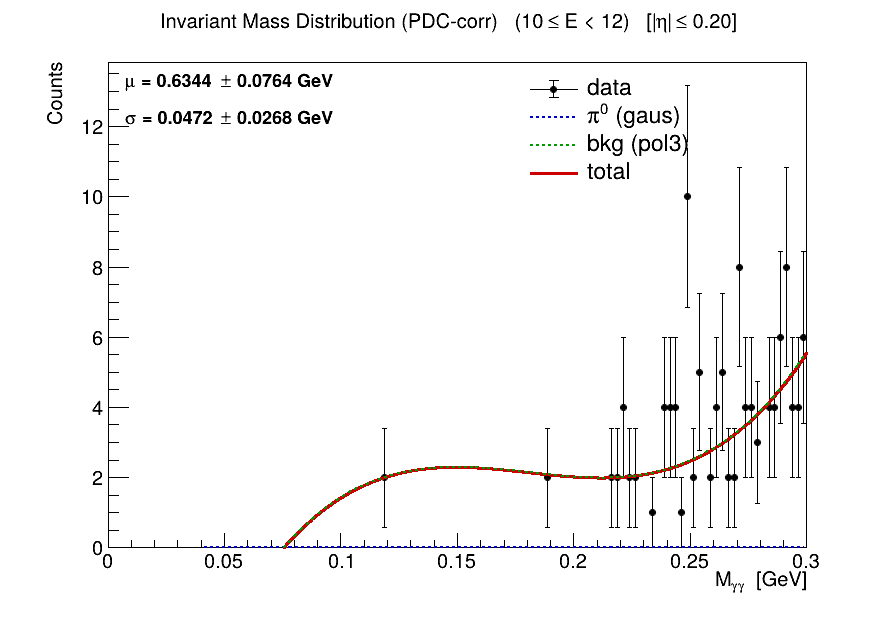 Invariant Mass Distribution (PDC-corr) (10 ≤ E < 12) [|η| ≤ 0.20]
Counts
μ = 0.6344 ± 0.0764 GeV
σ = 0.0472 ± 0.0268 GeV
data
π⁰ (gaus)
bkg (pol3)
total
12
10
8
6
4
2
0
0 0.05 0.1 0.15 0.2 0.25 0.3
M_γγ [GeV]